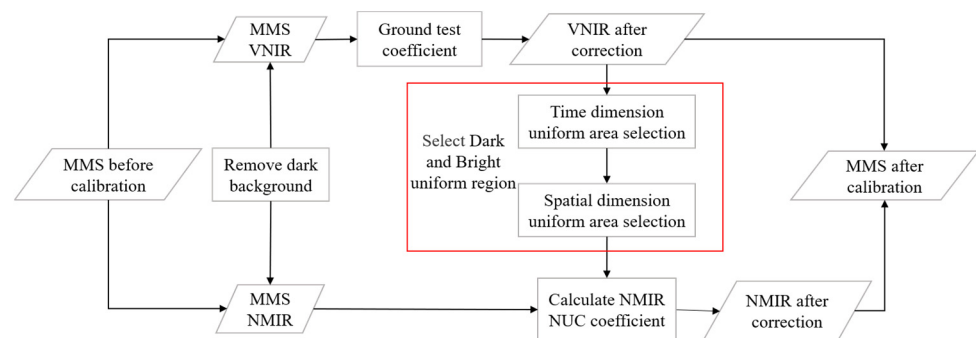 MMS
VNIR
Ground test
coefficient
VNIR after
correction
Time dimension
uniform area selection
Select Dark
and Bright
uniform region
MMS before
calibration
Remove dark
background
MMS after
calibration
Spatial dimension
uniform area selection
MMS
NMIR
Calculate NMIR
NUC coefficient
NMIR after
correction